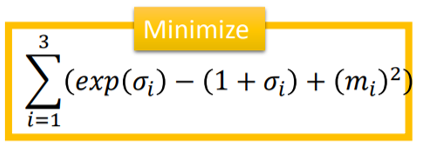 Minimize
3
∑(exp(σᵢ) − (1 + σᵢ) + (mᵢ)²)
i=1